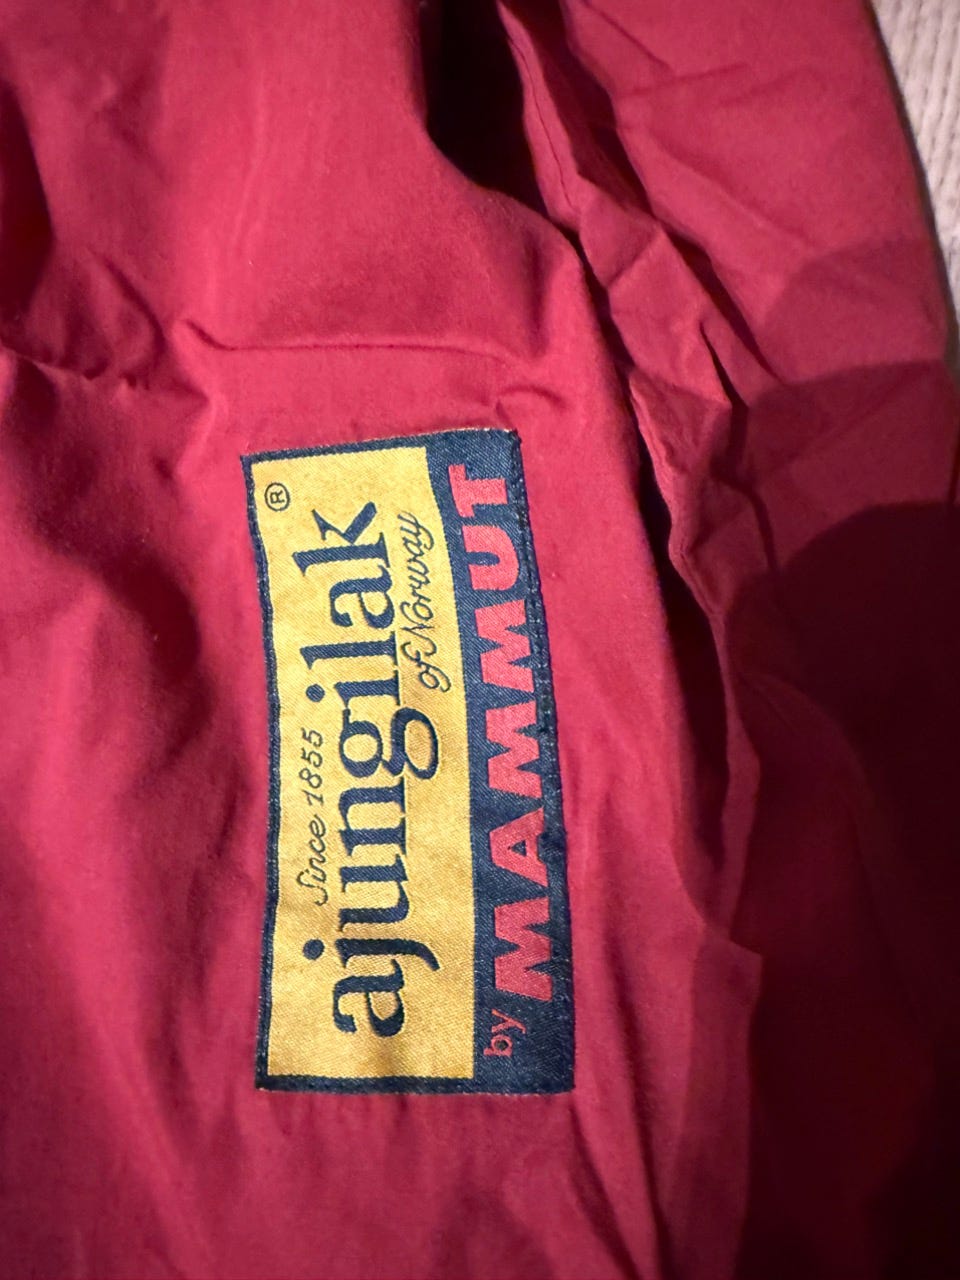 Since 1855
ajungilak®
of Norway
by MAMMUT